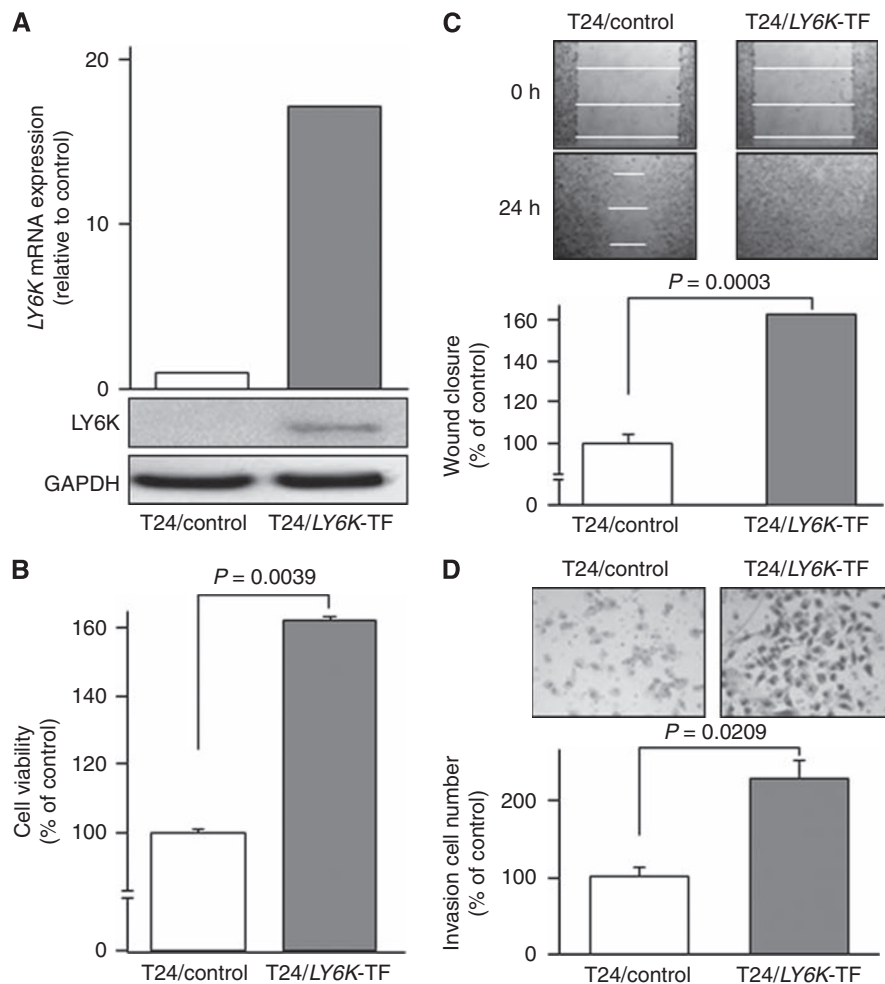 A
20
10
0
LY6K mRNA expression
(relative to control)
LY6K
GAPDH
T24/control T24/LY6K-TF
B
P = 0.0039
160
140
120
100
0
Cell viability
(% of control)
T24/control T24/LY6K-TF
C
T24/control T24/LY6K-TF
0 h
24 h
P = 0.0003
160
140
120
100
0
Wound closure
(% of control)
T24/control T24/LY6K-TF
D
T24/control T24/LY6K-TF
P = 0.0209
200
100
0
Invasion cell number
(% of control)
T24/control T24/LY6K-TF